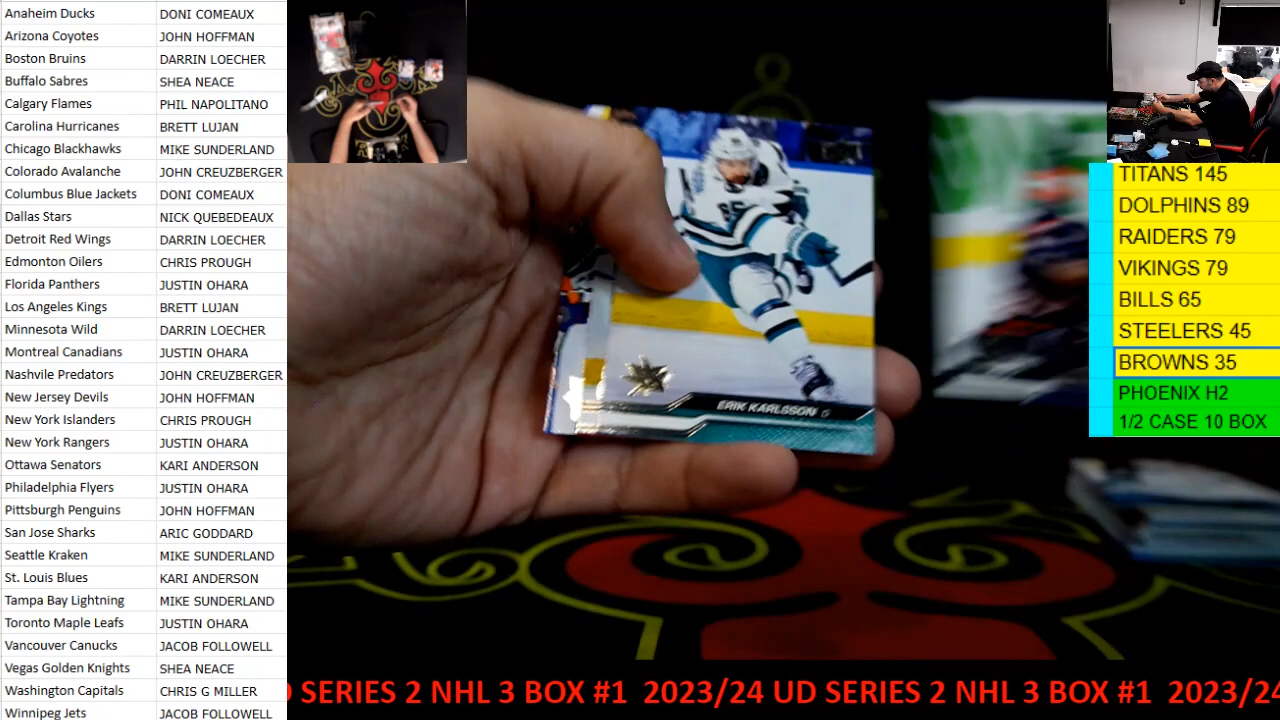 Anaheim Ducks DONI COMEAUX
Arizona Coyotes JOHN HOFFMAN
Boston Bruins DARRIN LOECHER
Buffalo Sabres SHEA NEACE
Calgary Flames PHIL NAPOLITANO
Carolina Hurricanes BRETT LUJAN
Chicago Blackhawks MIKE SUNDERLAND
Colorado Avalanche JOHN CREUZBERGER
Columbus Blue Jackets DONI COMEAUX
Dallas Stars NICK QUEBEDEAUX
Detroit Red Wings DARRIN LOECHER
Edmonton Oilers CHRIS PROUGH
Florida Panthers JUSTIN OHARA
Los Angeles Kings BRETT LUJAN
Minnesota Wild DARRIN LOECHER
Montreal Canadians JUSTIN OHARA
Nashvile Predators JOHN CREUZBERGER
New Jersey Devils JOHN HOFFMAN
New York Islanders CHRIS PROUGH
New York Rangers JUSTIN OHARA
Ottawa Senators KARI ANDERSON
Philadelphia Flyers JUSTIN OHARA
Pittsburgh Penguins JOHN HOFFMAN
San Jose Sharks ARIC GODDARD
Seattle Kraken MIKE SUNDERLAND
St. Louis Blues KARI ANDERSON
Tampa Bay Lightning MIKE SUNDERLAND
Toronto Maple Leafs JUSTIN OHARA
Vancouver Canucks JACOB FOLLOWELL
Vegas Golden Knights SHEA NEACE
Washington Capitals CHRIS G MILLER
Winnipeg Jets JACOB FOLLOWELL
ERIK KARLSSON
TITANS 145
DOLPHINS 89
RAIDERS 79
VIKINGS 79
BILLS 65
STEELERS 45
BROWNS 35
PHOENIX H2
1/2 CASE 10 BOX
SERIES 2 NHL 3 BOX #1 2023/24 UD SERIES 2 NHL 3 BOX #1 2023/24